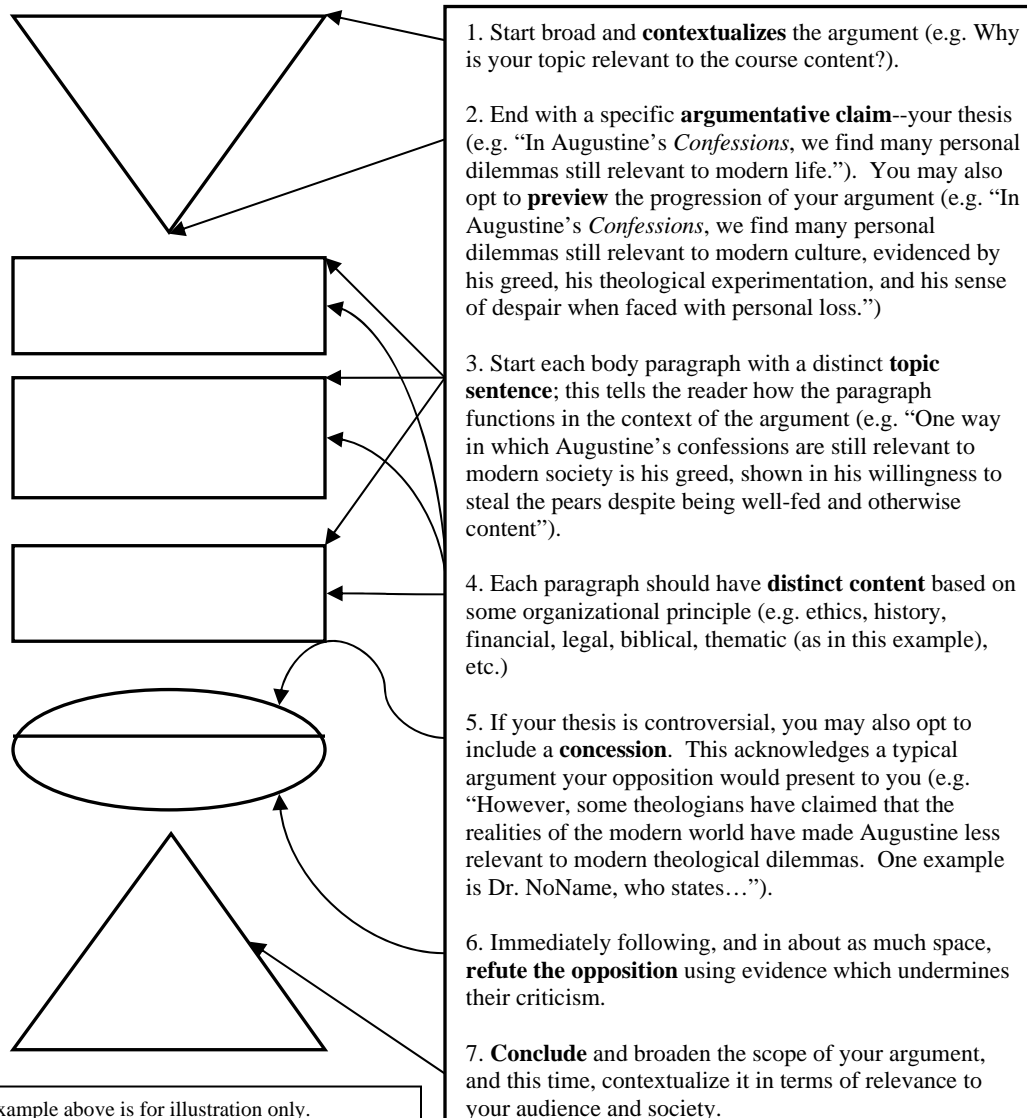 1. Start broad and contextualizes the argument (e.g. Why
is your topic relevant to the course content?).
2. End with a specific argumentative claim--your thesis
(e.g. “In Augustine’s Confessions, we find many personal
dilemmas still relevant to modern life.”). You may also
opt to preview the progression of your argument (e.g. “In
Augustine’s Confessions, we find many personal
dilemmas still relevant to modern culture, evidenced by
his greed, his theological experimentation, and his sense
of despair when faced with personal loss.”)
3. Start each body paragraph with a distinct topic
sentence; this tells the reader how the paragraph
functions in the context of the argument (e.g. “One way
in which Augustine’s confessions are still relevant to
modern society is his greed, shown in his willingness to
steal the pears despite being well-fed and otherwise
content”).
4. Each paragraph should have distinct content based on
some organizational principle (e.g. ethics, history,
financial, legal, biblical, thematic (as in this example),
etc.)
5. If your thesis is controversial, you may also opt to
include a concession. This acknowledges a typical
argument your opposition would present to you (e.g.
“However, some theologians have claimed that the
realities of the modern world have made Augustine less
relevant to modern theological dilemmas. One example
is Dr. NoName, who states…”).
6. Immediately following, and in about as much space,
refute the opposition using evidence which undermines
their criticism.
7. Conclude and broaden the scope of your argument,
and this time, contextualize it in terms of relevance to
your audience and society.
example above is for illustration only.